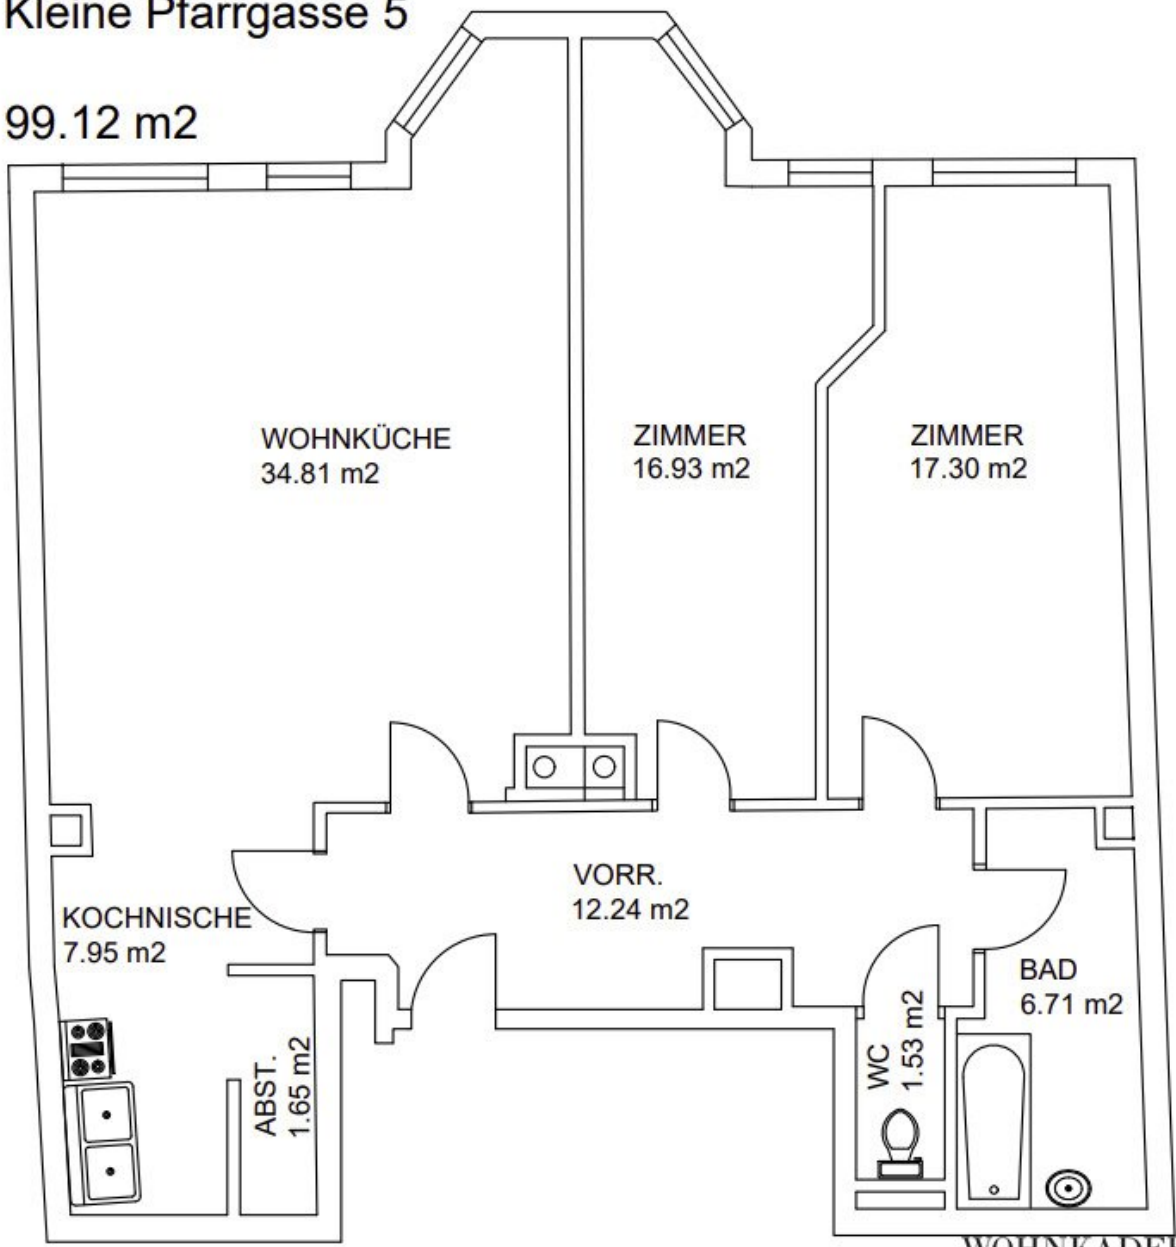 Kleine Pfarrgasse 5
99.12 m2
WOHNKÜCHE
34.81 m2
ZIMMER
16.93 m2
ZIMMER
17.30 m2
VORR.
12.24 m2
KOCHNISCHE
7.95 m2
BAD
6.71 m2
WC
1.53 m2
ABST.
1.65 m2